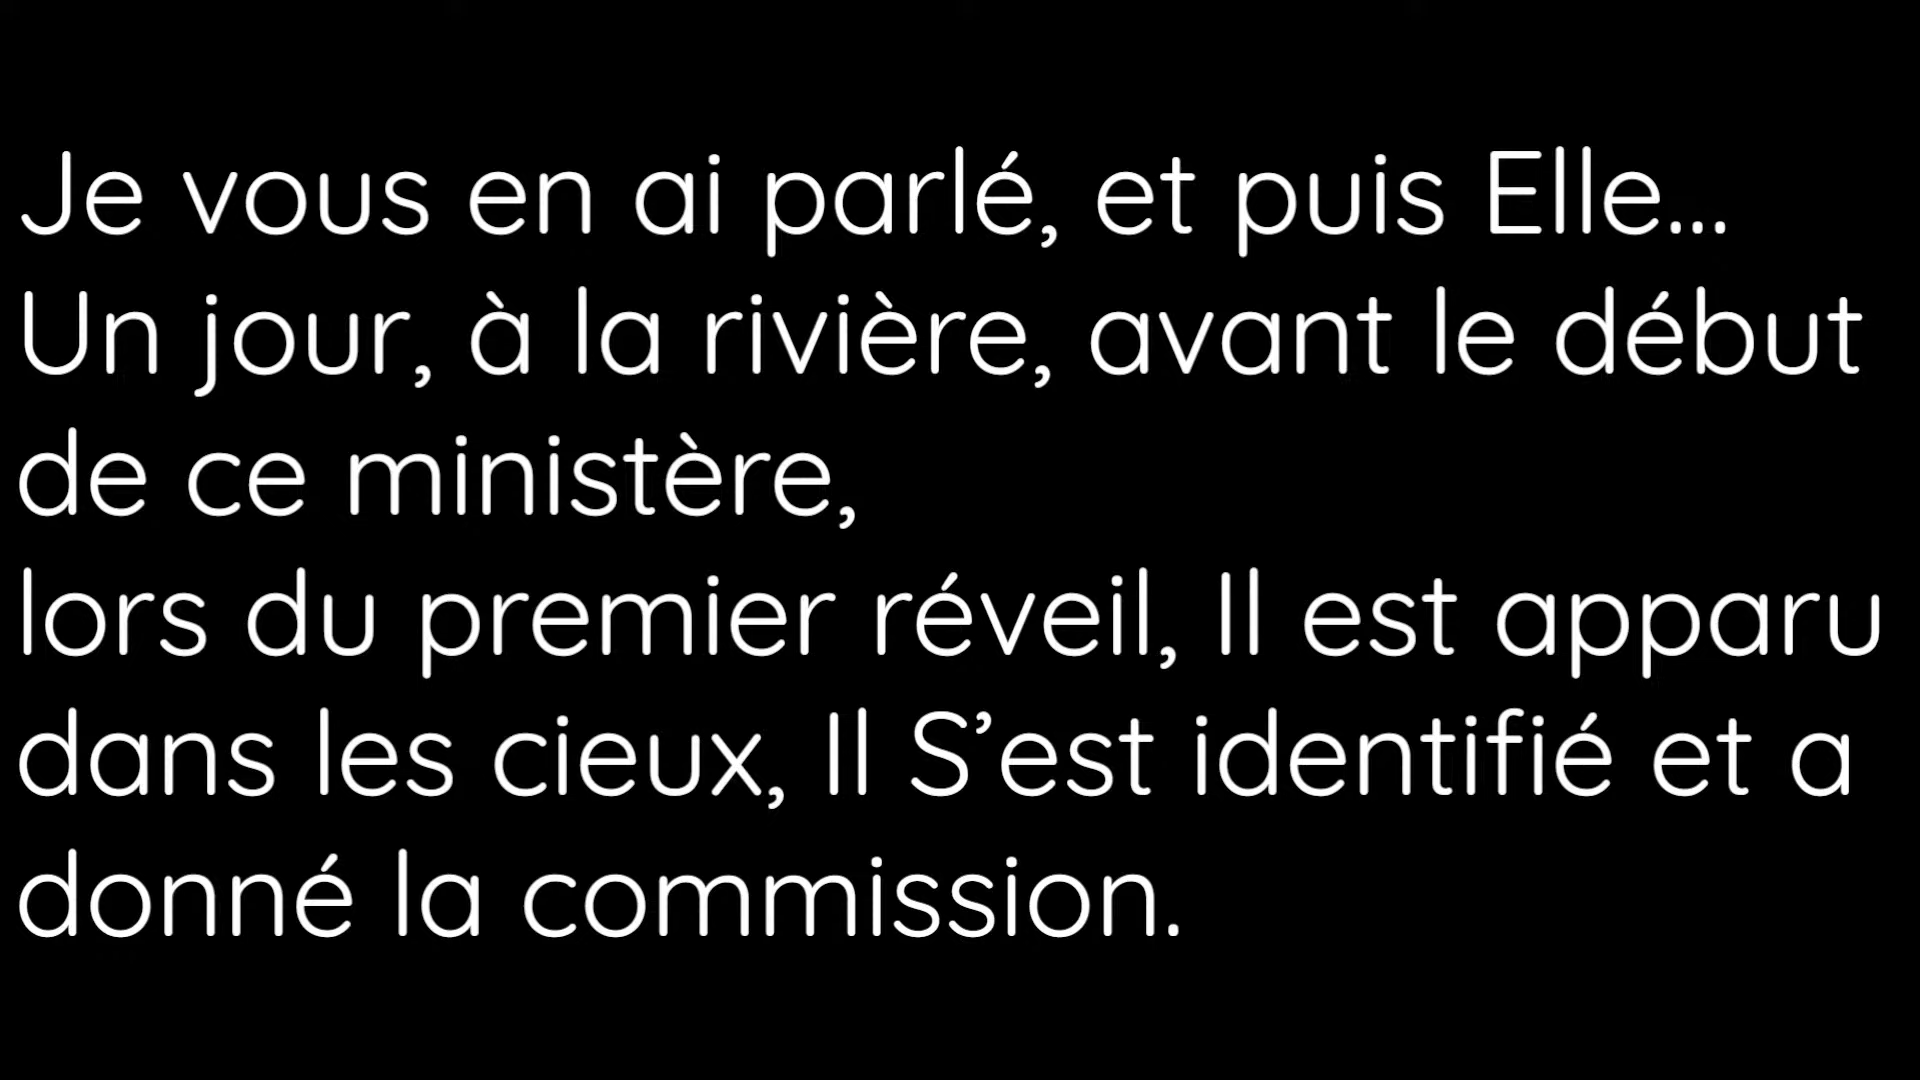 Je vous en ai parlé, et puis Elle...
Un jour, à la rivière, avant le début
de ce ministère,
lors du premier réveil, Il est apparu
dans les cieux, Il S’est identifié et a
donné la commission.